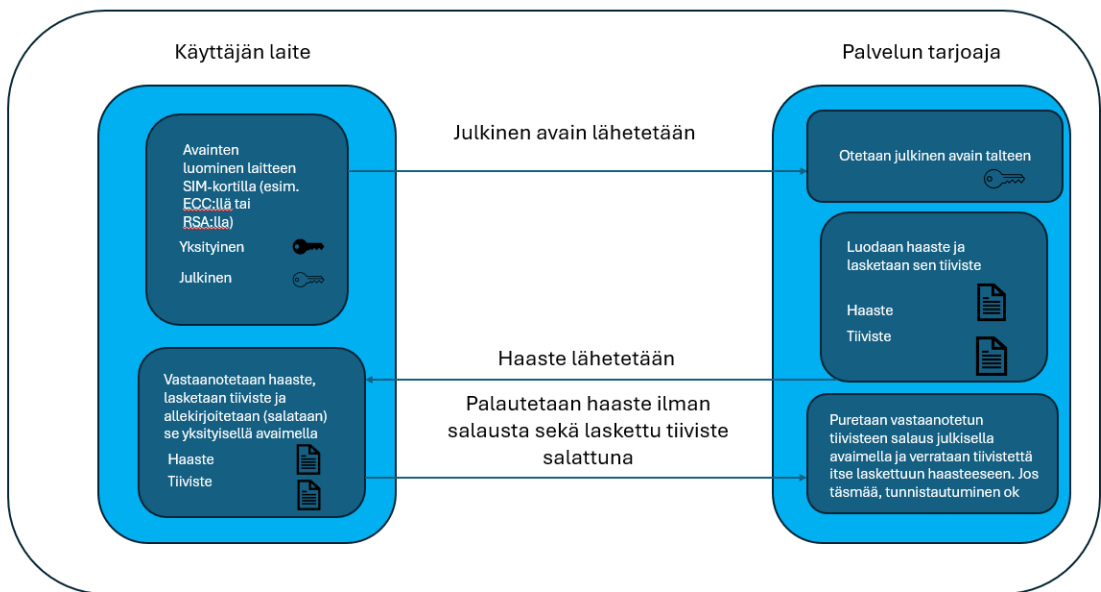 Käyttäjän laite
Palvelun tarjoaja
Avainten
luominen laitteen
SIM-kortilla (esim.
ECC:llä tai
RSA:lla)
Yksityinen
Julkinen
Julkinen avain lähetetään
Otetaan julkinen avain talteen
Luodaan haaste ja
lasketaan sen tiiviste
Haaste
Tiiviste
Haaste lähetetään
Vastaanotetaan haaste,
lasketaan tiiviste ja
allekirjoitetaan (salataan)
se yksityisellä avaimella
Haaste
Tiiviste
Palautetaan haaste ilman
salausta sekä laskettu tiiviste
salattuna
Puretaan vastaanotetun
tiivisteen salaus julkisella
avaimella ja verrataan tiivistettä
itse laskettuun haasteeseen. Jos
täsmää, tunnistautuminen ok